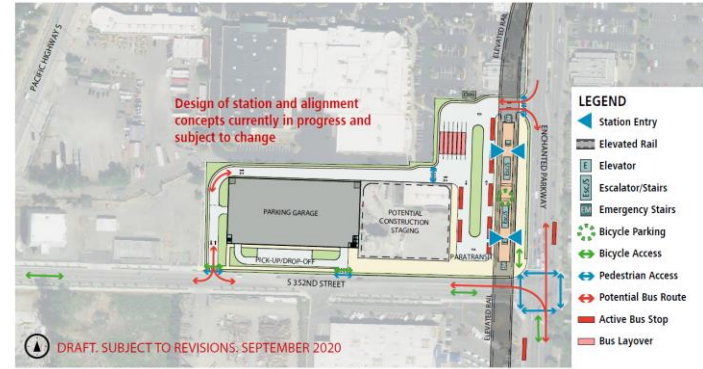 PACIFIC HIGHWAY S
ELEVATED RAIL
Design of station and alignment
concepts currently in progress and
subject to change
ENCHANTED PARKWAY
PARKING GARAGE
POTENTIAL
CONSTRUCTION
STAGING
PICK-UP/DROP-OFF
PARATRANSIT
S 352ND STREET
ELEVATED RAIL
DRAFT. SUBJECT TO REVISIONS. SEPTEMBER 2020
LEGEND
Station Entry
Elevated Rail
E
Elevator
Esc/S
Escalator/Stairs
EM
Emergency Stairs
Bicycle Parking
Bicycle Access
Pedestrian Access
Potential Bus Route
Active Bus Stop
Bus Layover